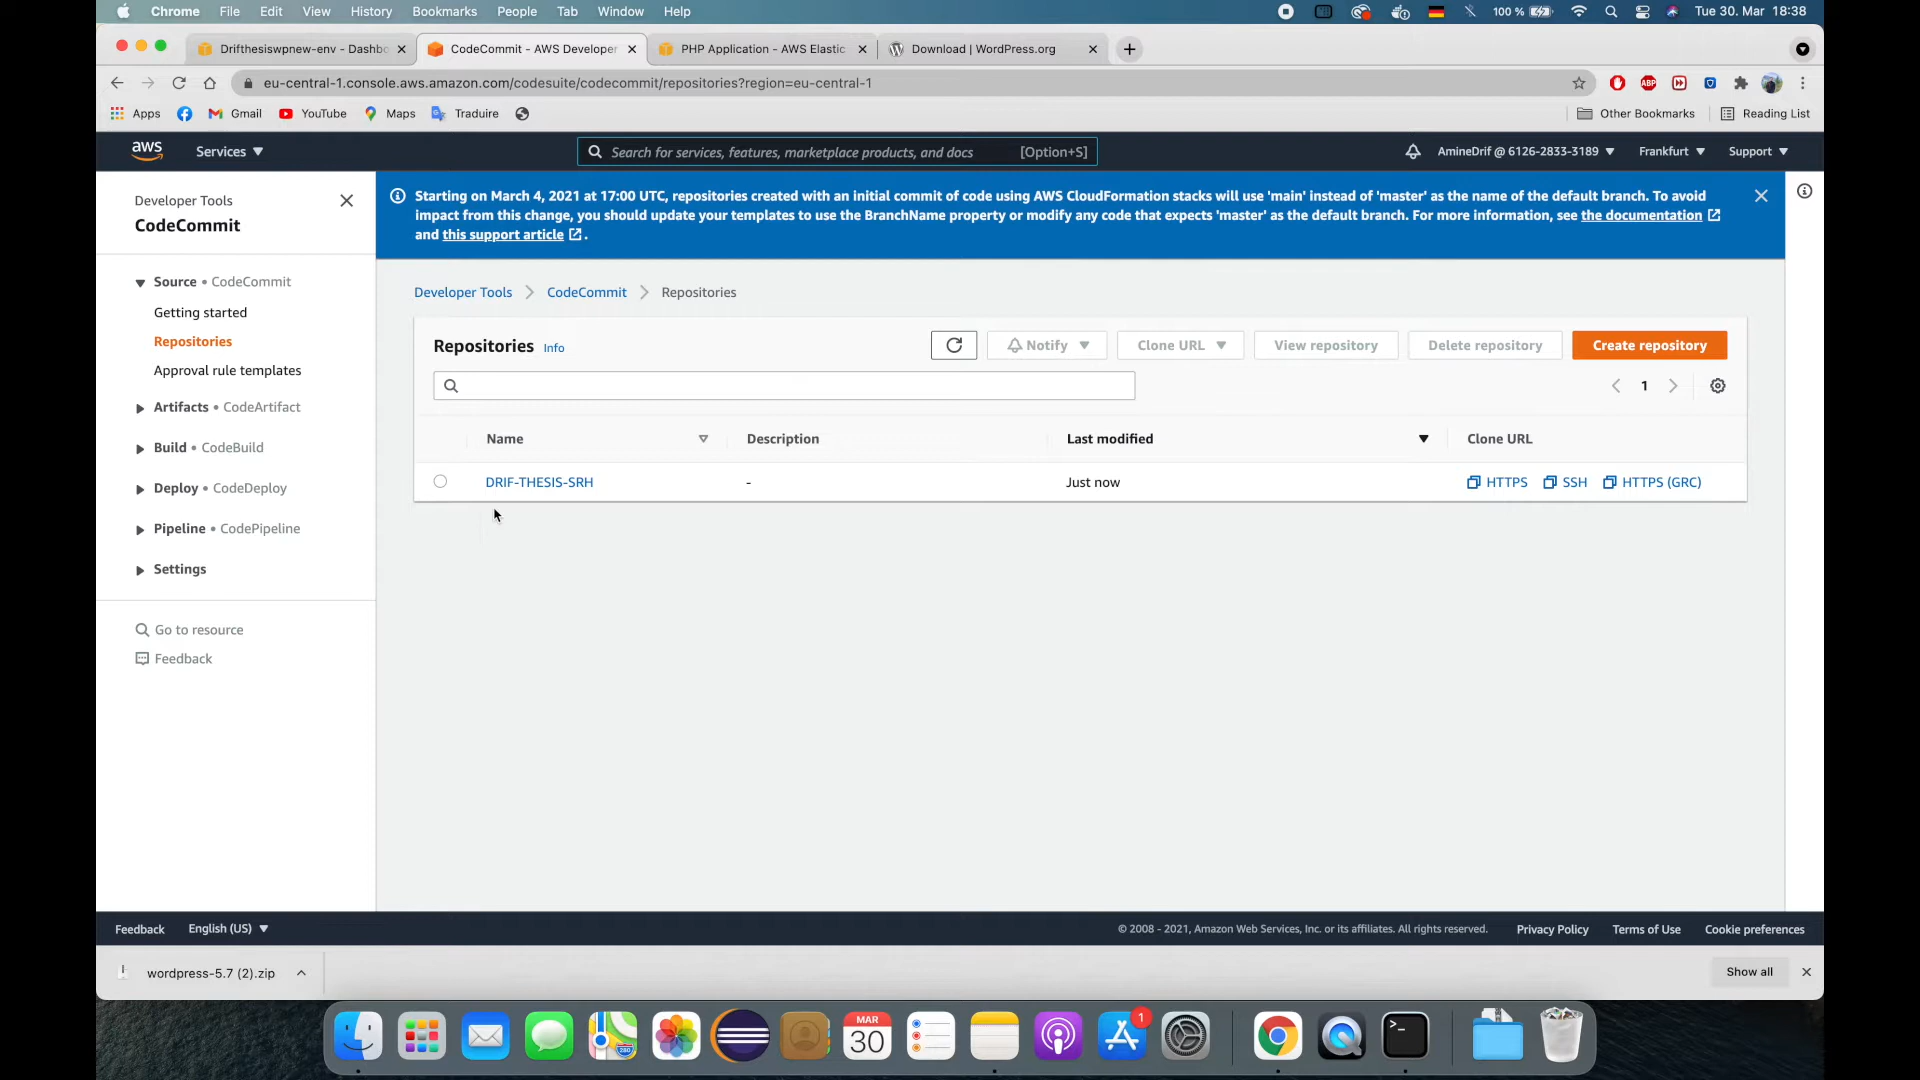 Chrome File Edit View History Bookmarks People Tab Window Help 100 % Tue 30. Mar 18:38
Drifthesiswpnew-env - Dashbo CodeCommit - AWS Developer PHP Application - AWS Elastic Download | WordPress.org
eu-central-1.console.aws.amazon.com/codesuite/codecommit/repositories?region=eu-central-1 ABP
Apps Gmail YouTube Maps Traduire Other Bookmarks Reading List
aws Services Search for services, features, marketplace products, and docs [Option+S] AmineDrif @ 6126-2833-3189 Frankfurt Support
Developer Tools
CodeCommit
Source • CodeCommit
Getting started
Repositories
Approval rule templates
Artifacts • CodeArtifact
Build • CodeBuild
Deploy • CodeDeploy
Pipeline • CodePipeline
Settings
Go to resource
Feedback
Starting on March 4, 2021 at 17:00 UTC, repositories created with an initial commit of code using AWS CloudFormation stacks will use 'main' instead of 'master' as the name of the default branch. To avoid
impact from this change, you should update your templates to use the BranchName property or modify any code that expects 'master' as the default branch. For more information, see the documentation
and this support article .
Developer Tools CodeCommit Repositories
Repositories Info Notify Clone URL View repository Delete repository Create repository
1
Name Description Last modified Clone URL
DRIF-THESIS-SRH - Just now HTTPS SSH HTTPS (GRC)
Feedback English (US) © 2008 - 2021, Amazon Web Services, Inc. or its affiliates. All rights reserved. Privacy Policy Terms of Use Cookie preferences
wordpress-5.7 (2).zip Show all
MAR
30
280
1